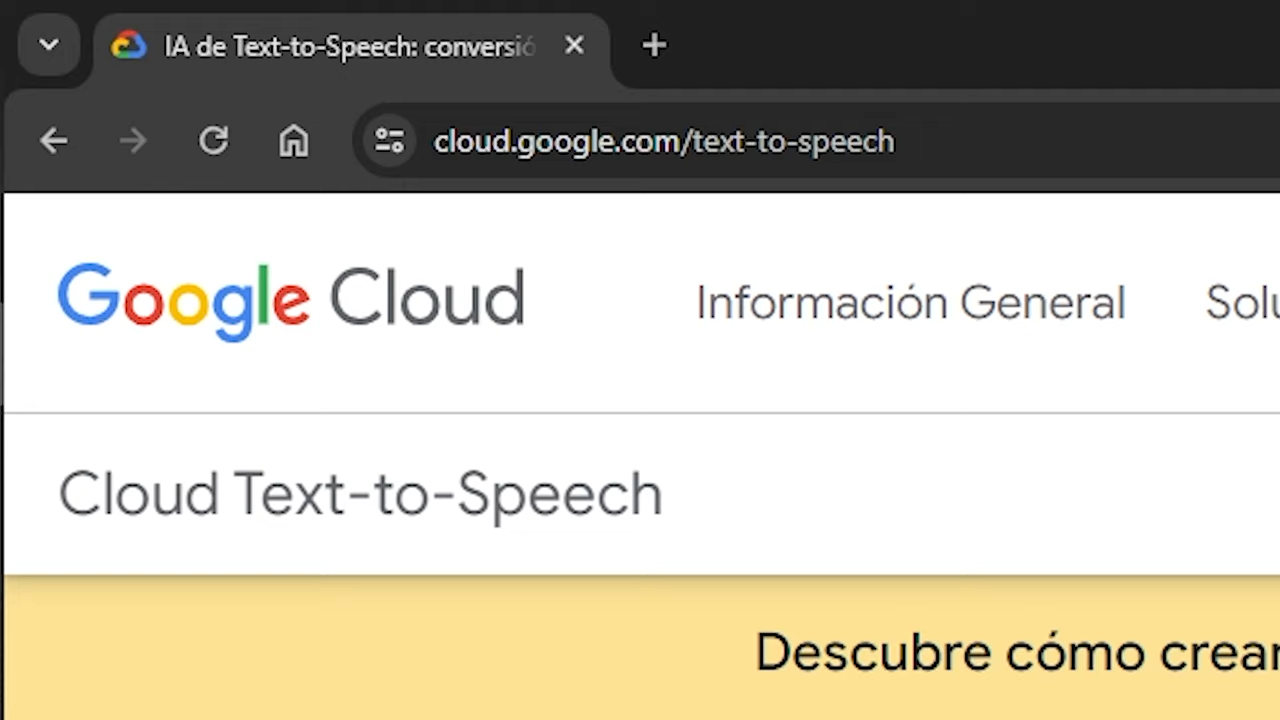 IA de Text-to-Speech: conversió
cloud.google.com/text-to-speech
Google Cloud
Información General
Solu
Cloud Text-to-Speech
Descubre cómo crear